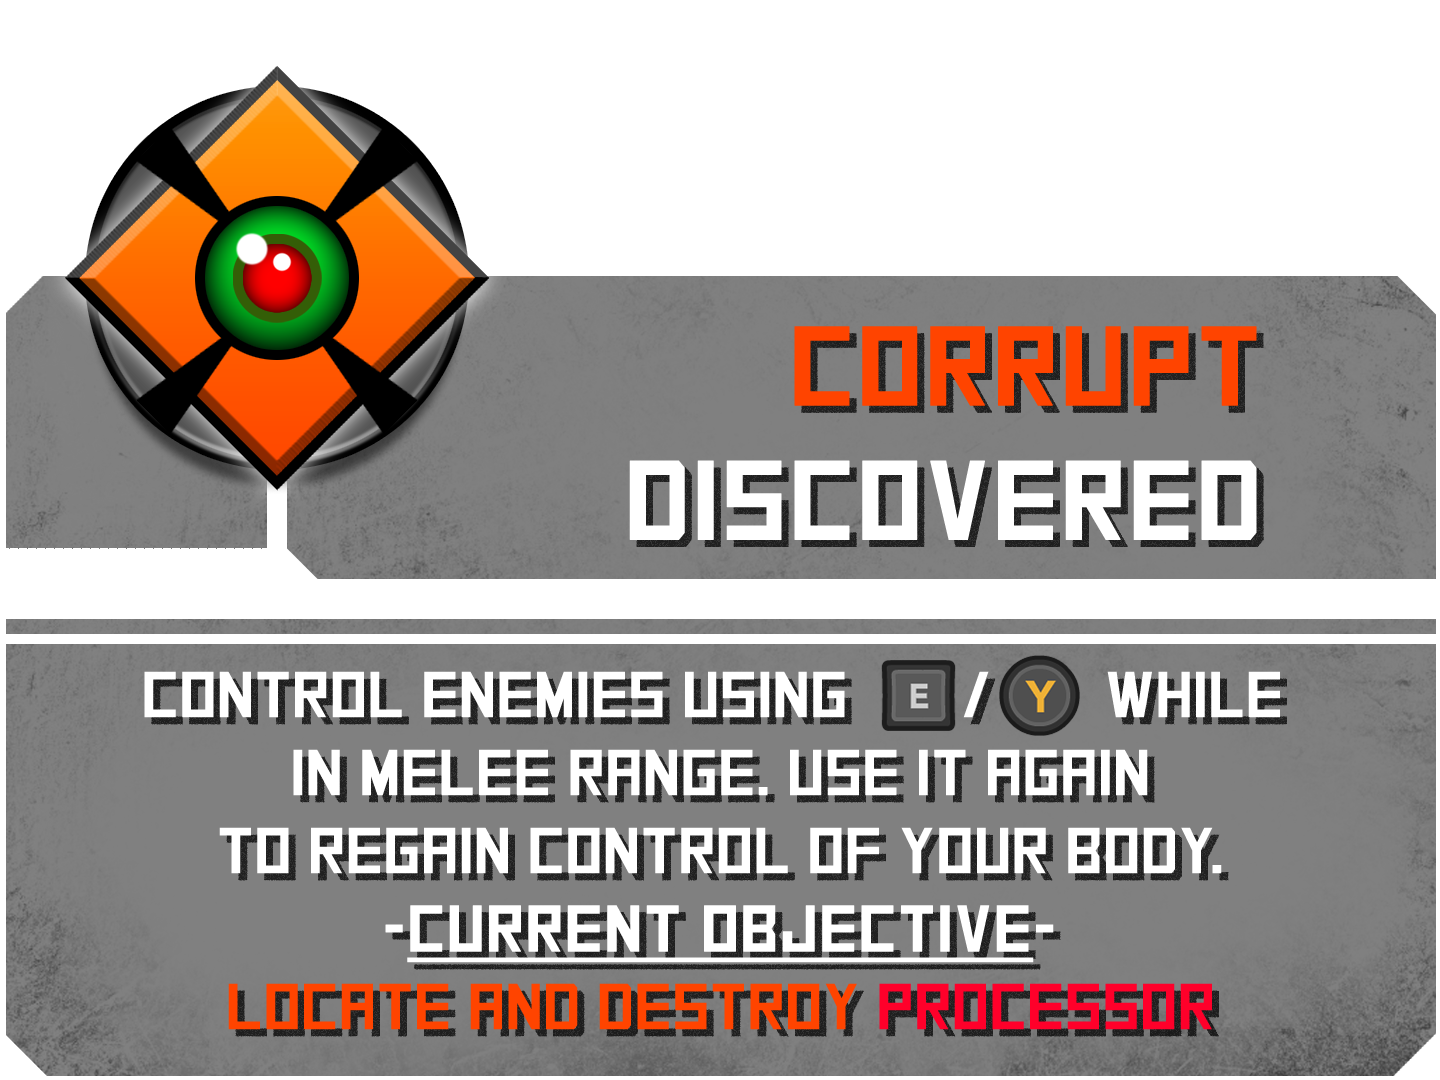 CORRUPT
DISCOVERED
CONTROL ENEMIES USING E/Y WHILE
IN MELEE RANGE. USE IT AGAIN
TO REGAIN CONTROL OF YOUR BODY.
-CURRENT OBJECTIVE-
LOCATE AND DESTROY PROCESSOR